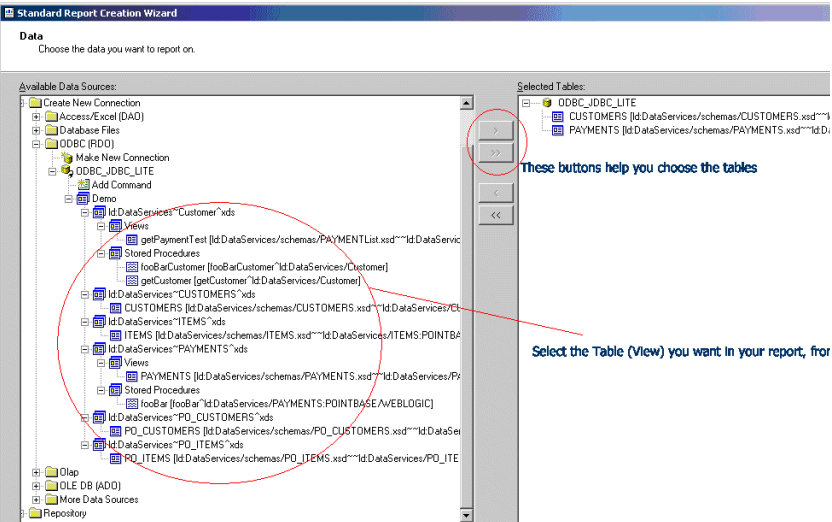 Standard Report Creation Wizard
Data
Choose the data you want to report on.
Available Data Sources:
Create New Connection
Access/Excel (DAO)
Database Files
ODBC (RDO)
Make New Connection
ODBC_JDBC_LITE
Add Command
Demo
ld:DataServices~Customer^xds
Views
getPaymentTest [ld:DataServices/schemas/PAYMENTList.xsd~~ld:DataServic
Stored Procedures
fooBarCustomer [fooBarCustomer^ld:DataServices/Customer]
getCustomer [getCustomer^ld:DataServices/Customer]
ld:DataServices~CUSTOMERS^xds
CUSTOMERS [ld:DataServices/schemas/CUSTOMERS.xsd~~ld:DataServices/CU
ld:DataServices~ITEMS^xds
ITEMS [ld:DataServices/schemas/ITEMS.xsd~~ld:DataServices/ITEMS:POINTBA
ld:DataServices~PAYMENTS^xds
Views
PAYMENTS [ld:DataServices/schemas/PAYMENTS.xsd~~ld:DataServices/PA
Stored Procedures
fooBar [fooBar^ld:DataServices/PAYMENTS:POINTBASE/WEBLOGIC]
ld:DataServices~PO_CUSTOMERS^xds
PO_CUSTOMERS [ld:DataServices/schemas/PO_CUSTOMERS.xsd~~ld:DataSer
ld:DataServices~PO_ITEMS^xds
PO_ITEMS [ld:DataServices/schemas/PO_ITEMS.xsd~~ld:DataServices/PO_ITE
Olap
OLE DB (ADO)
More Data Sources
Repository
>
>>
<
<<
Selected Tables:
ODBC_JDBC_LITE
CUSTOMERS [ld:DataServices/schemas/CUSTOMERS.xsd~~l
PAYMENTS [ld:DataServices/schemas/PAYMENTS.xsd~~ld:Da
These buttons help you choose the tables
Select the Table (View) you want in your report, fro